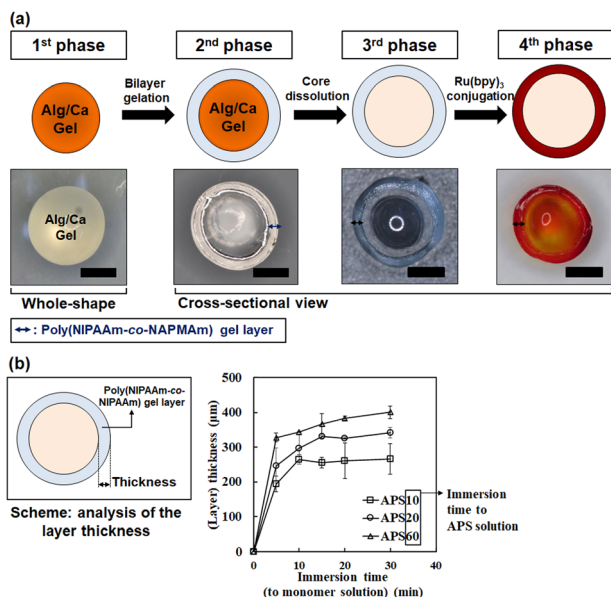 (a)
1st phase
2nd phase
3rd phase
4th phase
Alg/Ca
Gel
Bilayer
gelation
Alg/Ca
Gel
Core
dissolution
Ru(bpy)3
conjugation
Alg/Ca
Gel
Whole-shape
Cross-sectional view
: Poly(NIPAAm-co-NAPMAm) gel layer
(b)
Poly(NIPAAm-co-
NIPAAm) gel layer
Thickness
Scheme: analysis of the
layer thickness
(Layer) thickness (μm)
500
400
300
200
100
0
0
10
20
30
40
APS10
APS20
APS60
Immersion
time to
APS solution
Immersion time
(to monomer solution) (min)